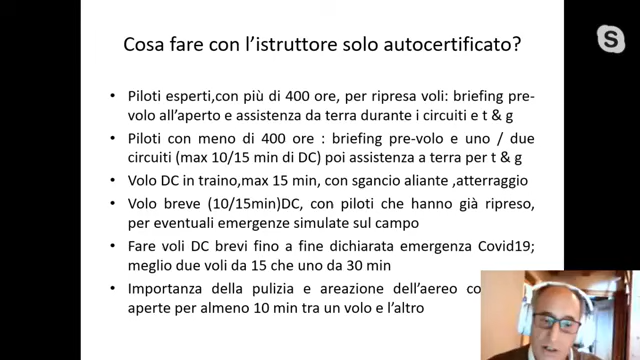 Cosa fare con l'istruttore solo autocertificato?
• Piloti esperti,con più di 400 ore, per ripresa voli: briefing pre-
volo all'aperto e assistenza da terra durante i circuiti e t & g
• Piloti con meno di 400 ore : briefing pre-volo e uno / due
circuiti (max 10/15 min di DC) poi assistenza a terra per t & g
• Volo DC in traino,max 15 min, con sgancio aliante ,atterraggio
• Volo breve (10/15min)DC, con piloti che hanno già ripreso,
per eventuali emergenze simulate sul campo
• Fare voli DC brevi fino a fine dichiarata emergenza Covid19;
meglio due voli da 15 che uno da 30 min
• Importanza della pulizia e areazione dell'aereo
aperte per almeno 10 min tra un volo e l'altro